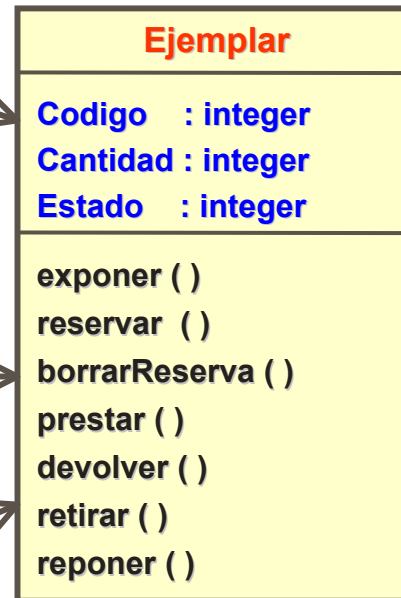 Ejemplar
Codigo : integer
Cantidad : integer
Estado : integer
exponer ( )
reservar ( )
borrarReserva ( )
prestar ( )
devolver ( )
retirar ( )
reponer ( )